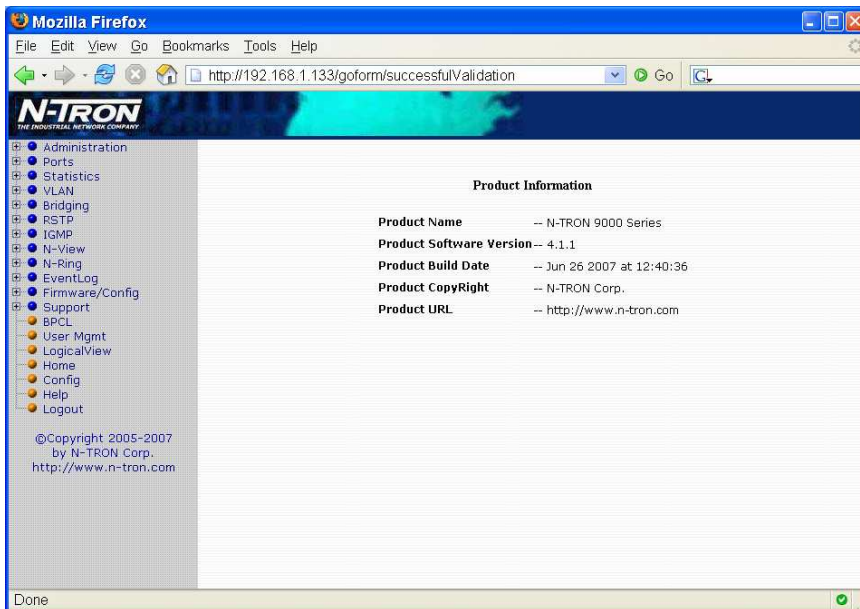 Mozilla Firefox
File Edit View Go Bookmarks Tools Help
http://192.168.1.133/goform/successfulValidation
Go
G
N-TRON
THE INDUSTRIAL NETWORK COMPANY
Administration
Ports
Statistics
VLAN
Bridging
RSTP
IGMP
N-View
N-Ring
EventLog
Firmware/Config
Support
BPCL
User Mgmt
LogicalView
Home
Config
Help
Logout
©Copyright 2005-2007
by N-TRON Corp.
http://www.n-tron.com
Product Information
Product Name -- N-TRON 9000 Series
Product Software Version -- 4.1.1
Product Build Date -- Jun 26 2007 at 12:40:36
Product CopyRight -- N-TRON Corp.
Product URL -- http://www.n-tron.com
Done